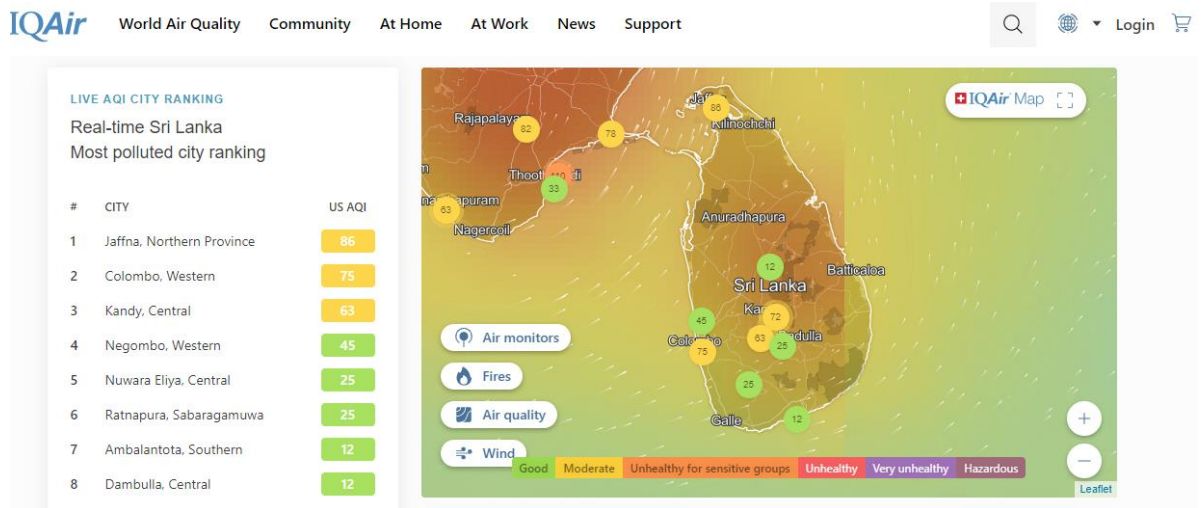 IQAir World Air Quality Community At Home At Work News Support Login
LIVE AQI CITY RANKING
Real-time Sri Lanka
Most polluted city ranking
# CITY US AQI
1 Jaffna, Northern Province 86
2 Colombo, Western 75
3 Kandy, Central 63
4 Negombo, Western 45
5 Nuwara Eliya, Central 25
6 Ratnapura, Sabaragamuwa 25
7 Ambalantota, Southern 12
8 Dambulla, Central 12
IQAir Map
86
Rajapalaya
82
78
Kilinochchi
33
63
Nagercoil
Anuradhapura
12
Batticaloa
Sri Lanka
45
72
63
25
75
25
Galle
12
Air monitors
Fires
Air quality
Wind
+
−
Good Moderate Unhealthy for sensitive groups Unhealthy Very unhealthy Hazardous
Leaflet